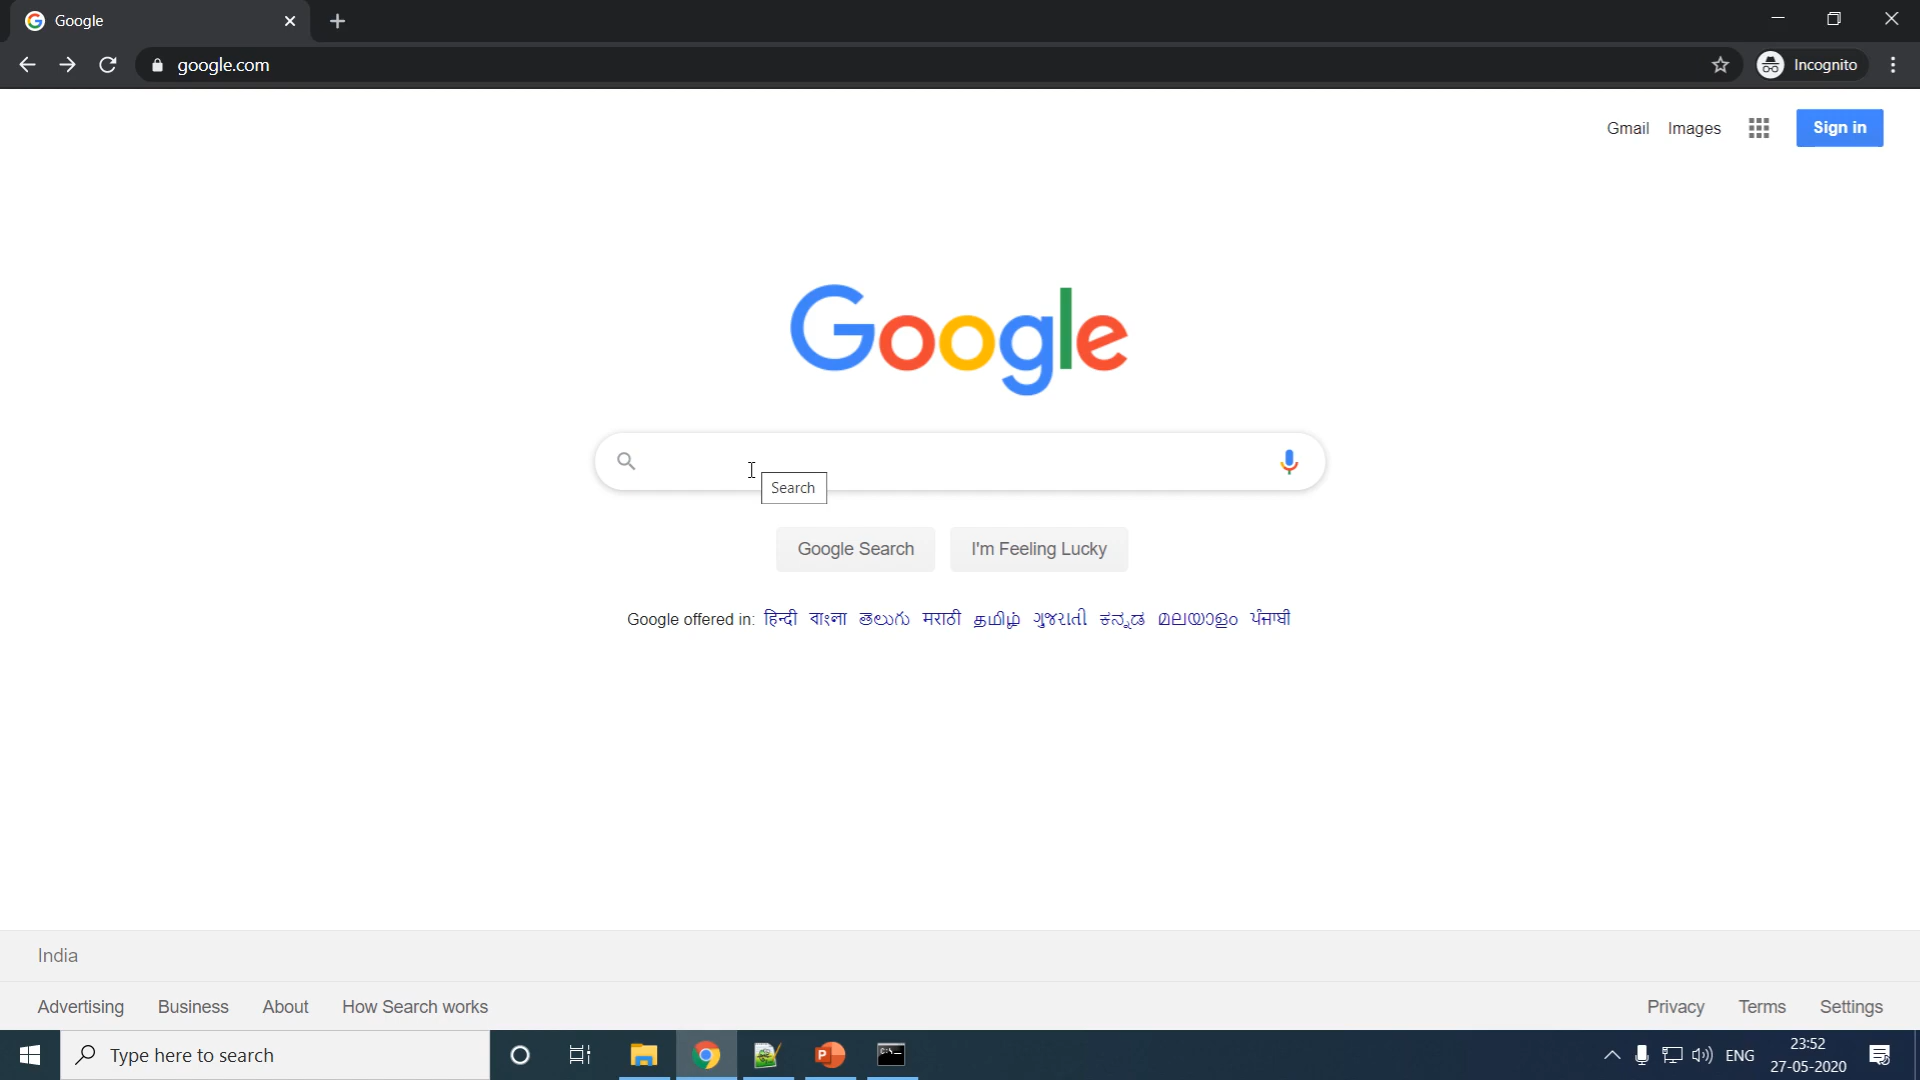 Google
google.com
Incognito
Gmail Images Sign in
Google
Search
Google Search I'm Feeling Lucky
Google offered in: हिन्दी বাংলা తెలుగు मराठी தமிழ் ગુજરાતી ಕನ್ನಡ മലയാളം ਪੰਜਾਬੀ
India
Advertising Business About How Search works Privacy Terms Settings
Type here to search
ENG
23:52
27-05-2020